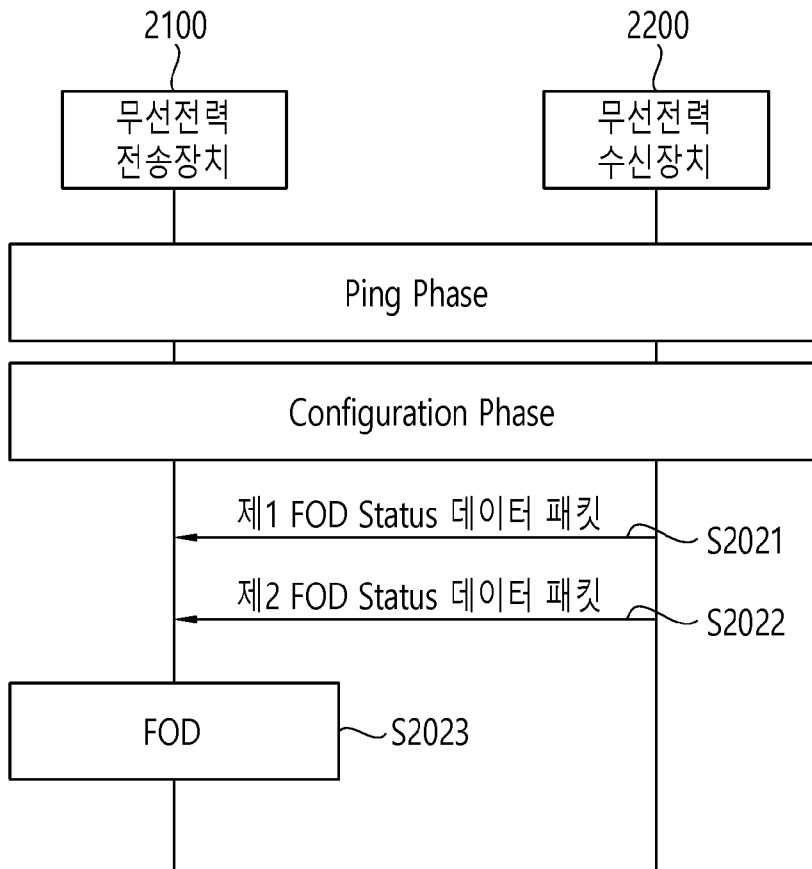 2100
2200
무선전력
전송장치
무선전력
수신장치
Ping Phase
Configuration Phase
제1 FOD Status 데이터 패킷
S2021
제2 FOD Status 데이터 패킷
S2022
FOD
S2023